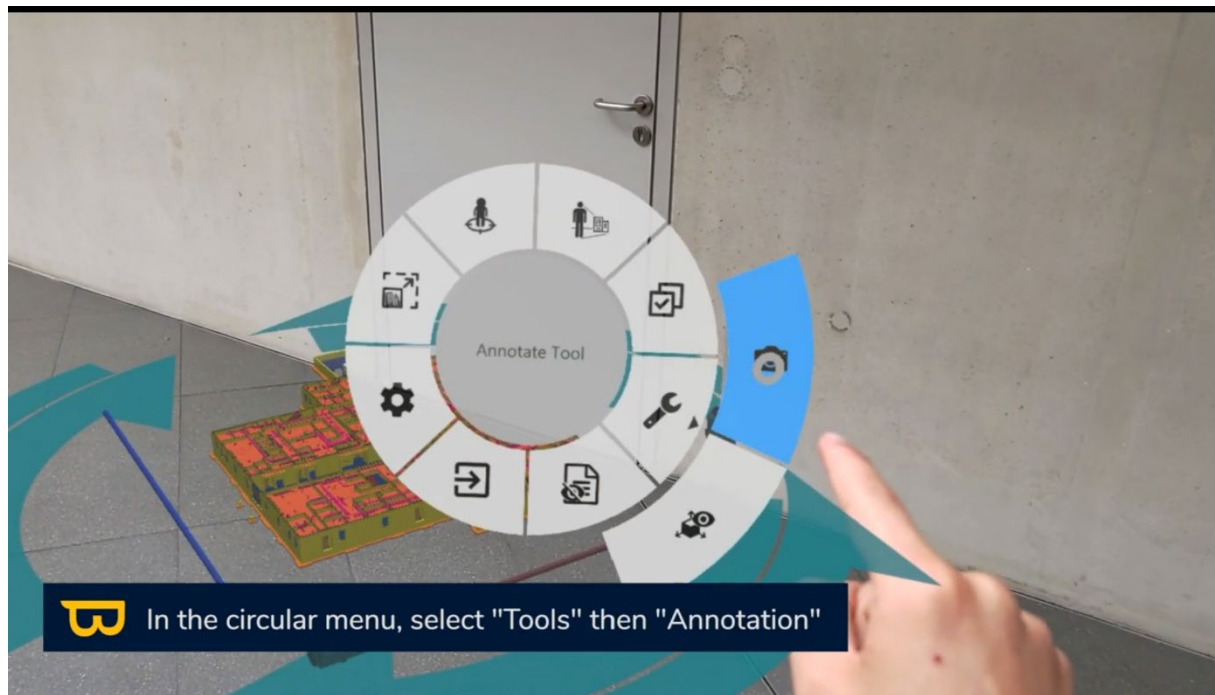 Annotate Tool
In the circular menu, select "Tools" then "Annotation"